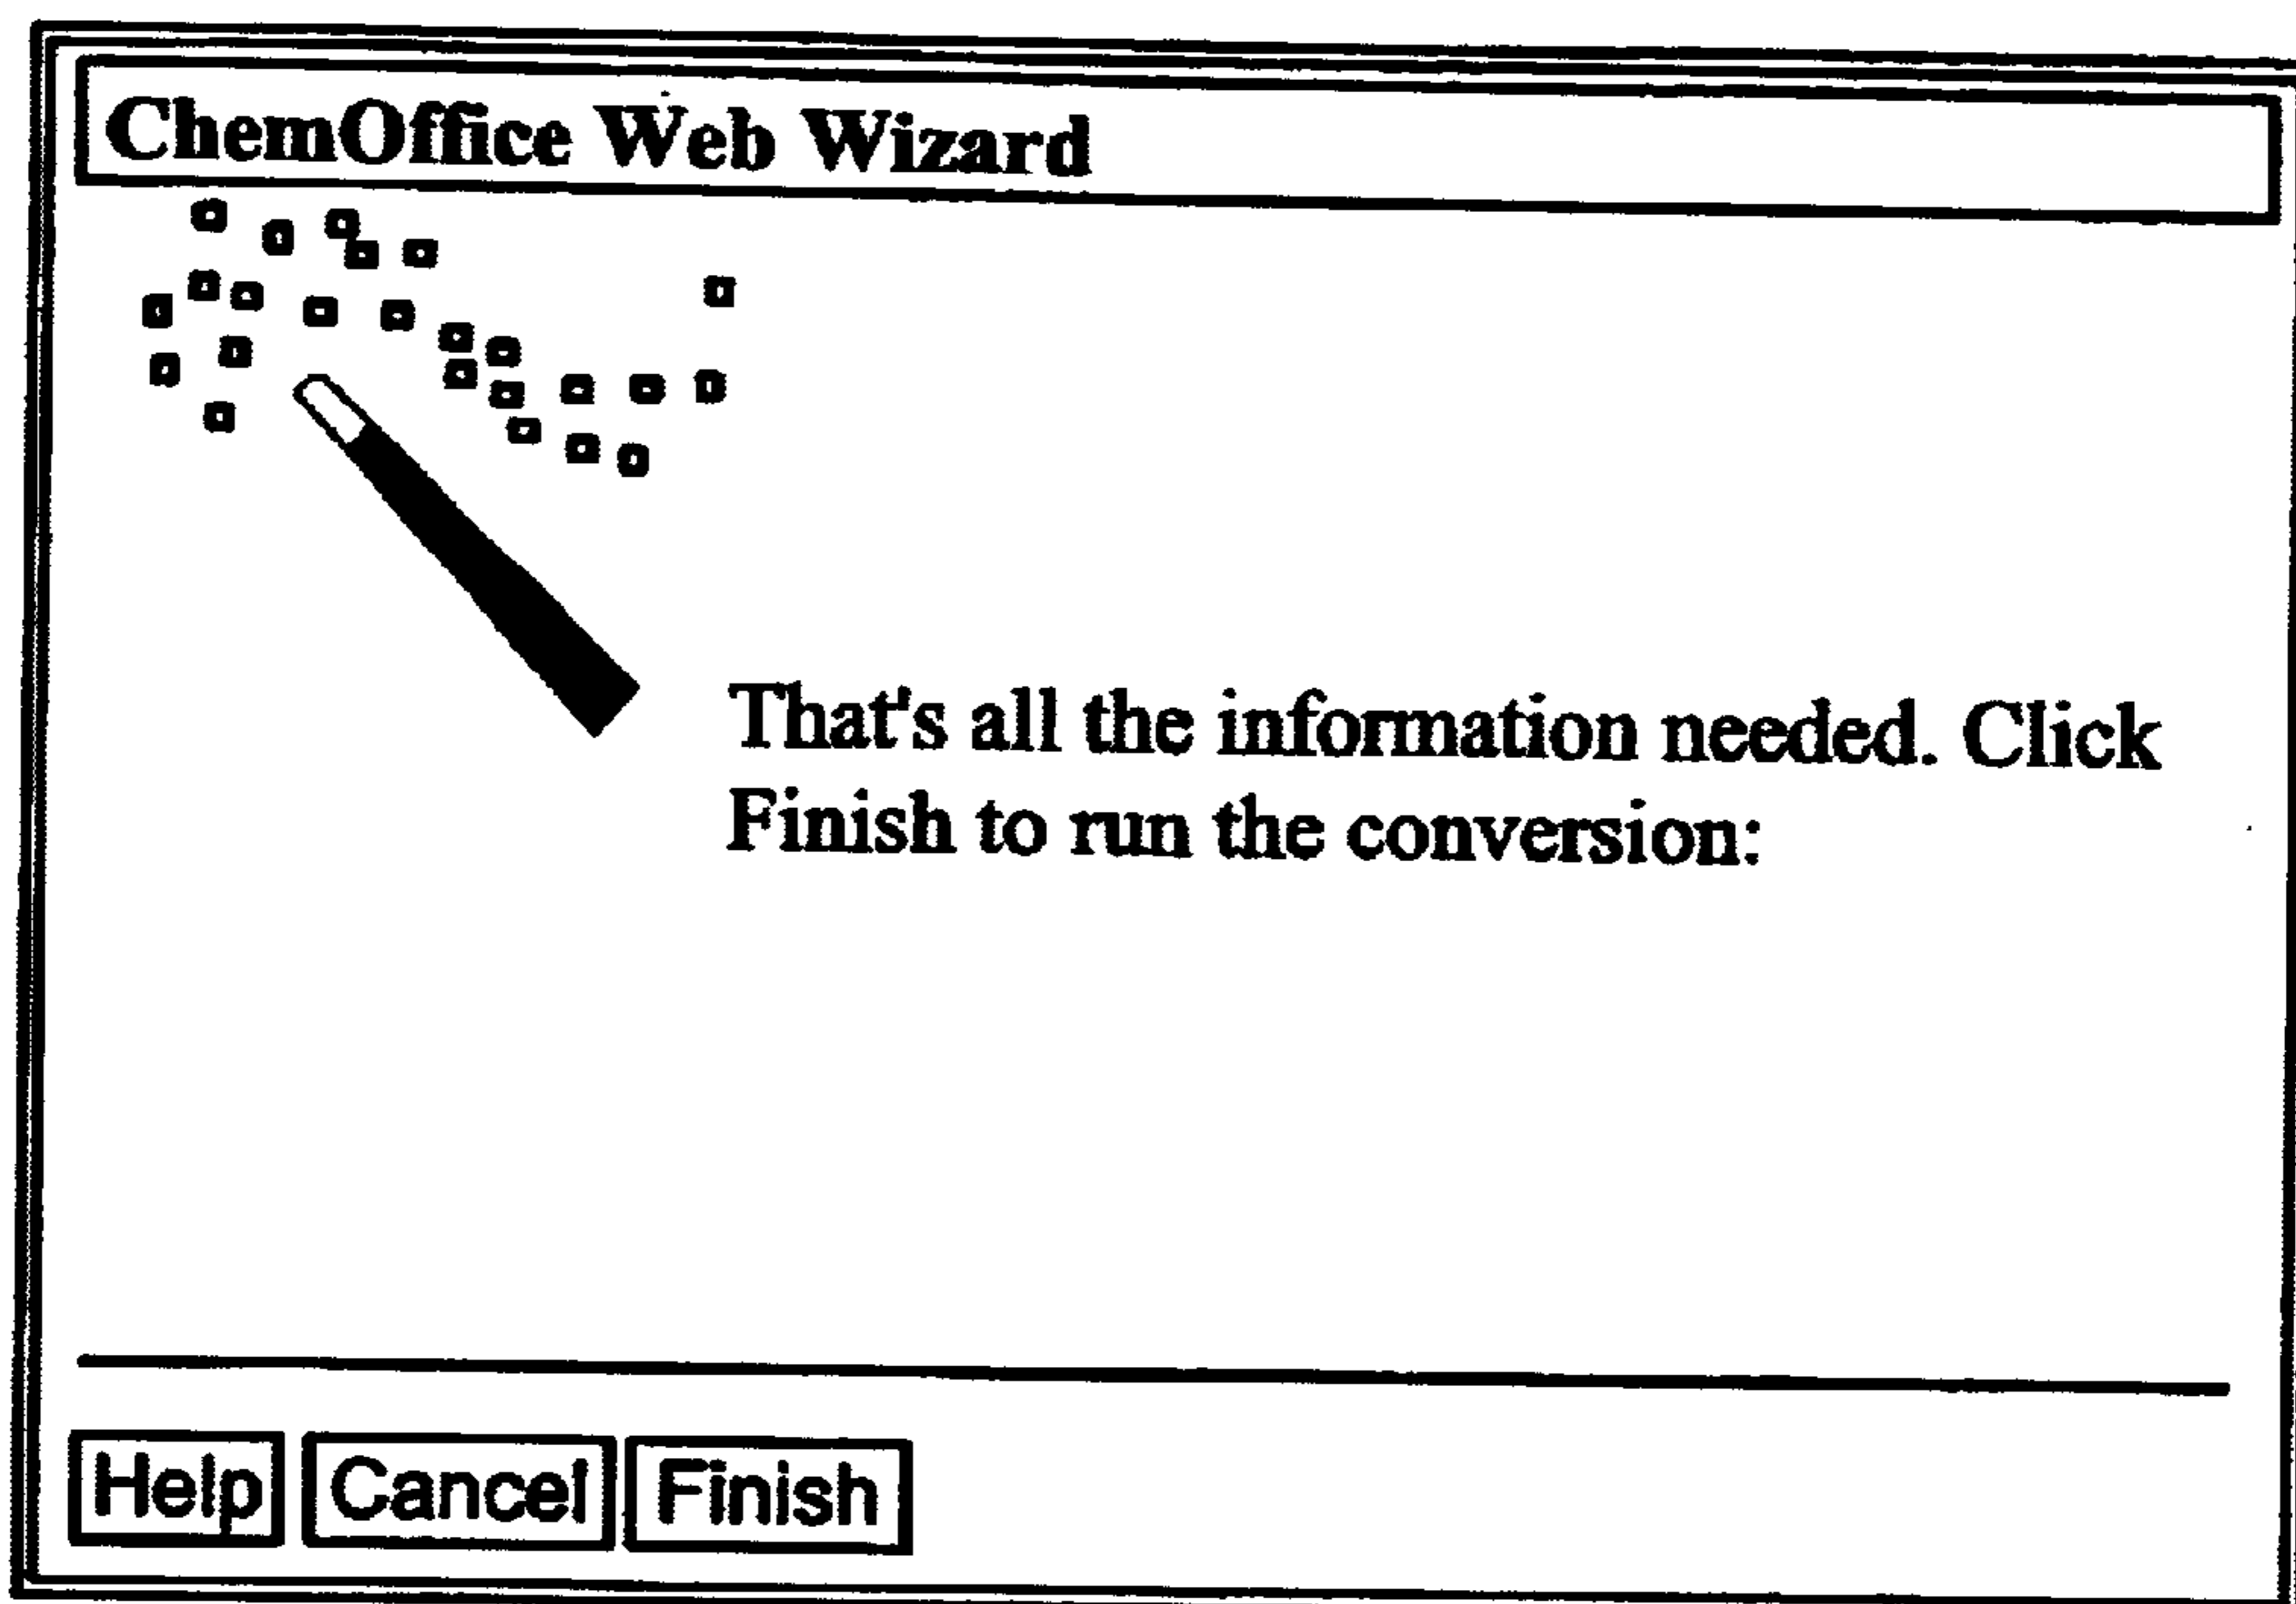 ChemOffice Web Wizard
That's all the information needed. Click
Finish to run the conversion:
Help Cancel Finish